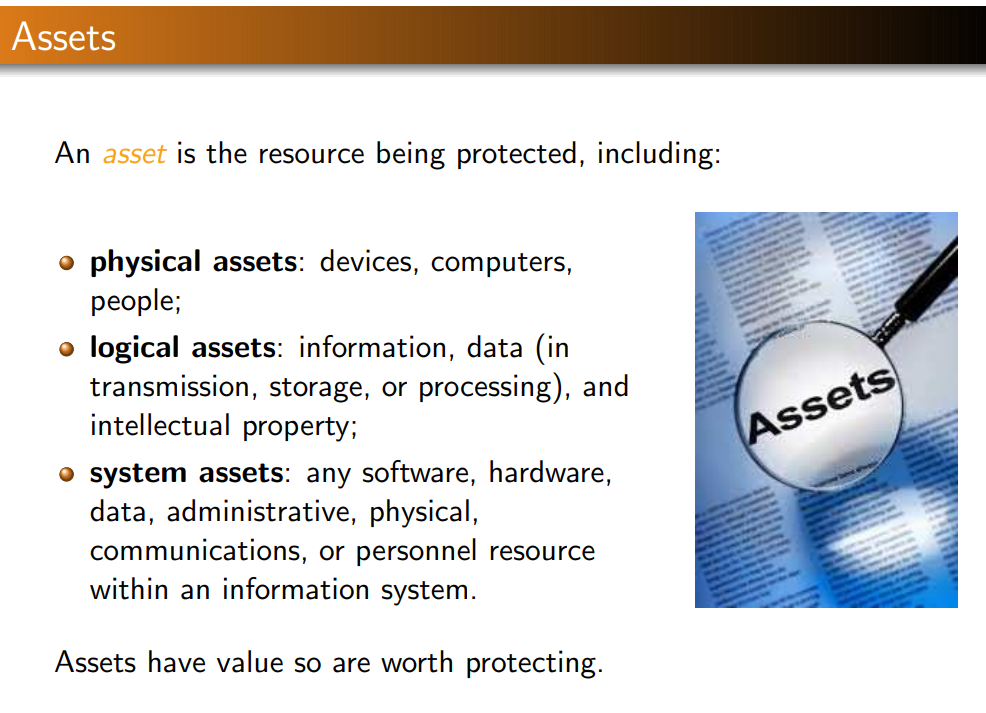 Assets
An asset is the resource being protected, including:
physical assets: devices, computers,
people;
logical assets: information, data (in
transmission, storage, or processing), and
intellectual property;
system assets: any software, hardware,
data, administrative, physical,
communications, or personnel resource
within an information system.
Assets
Assets have value so are worth protecting.